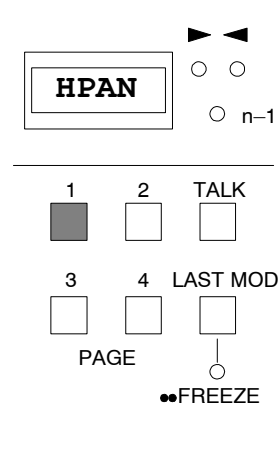 HPAN
n–1
1 2 TALK
3 4 LAST MOD
PAGE
••FREEZE